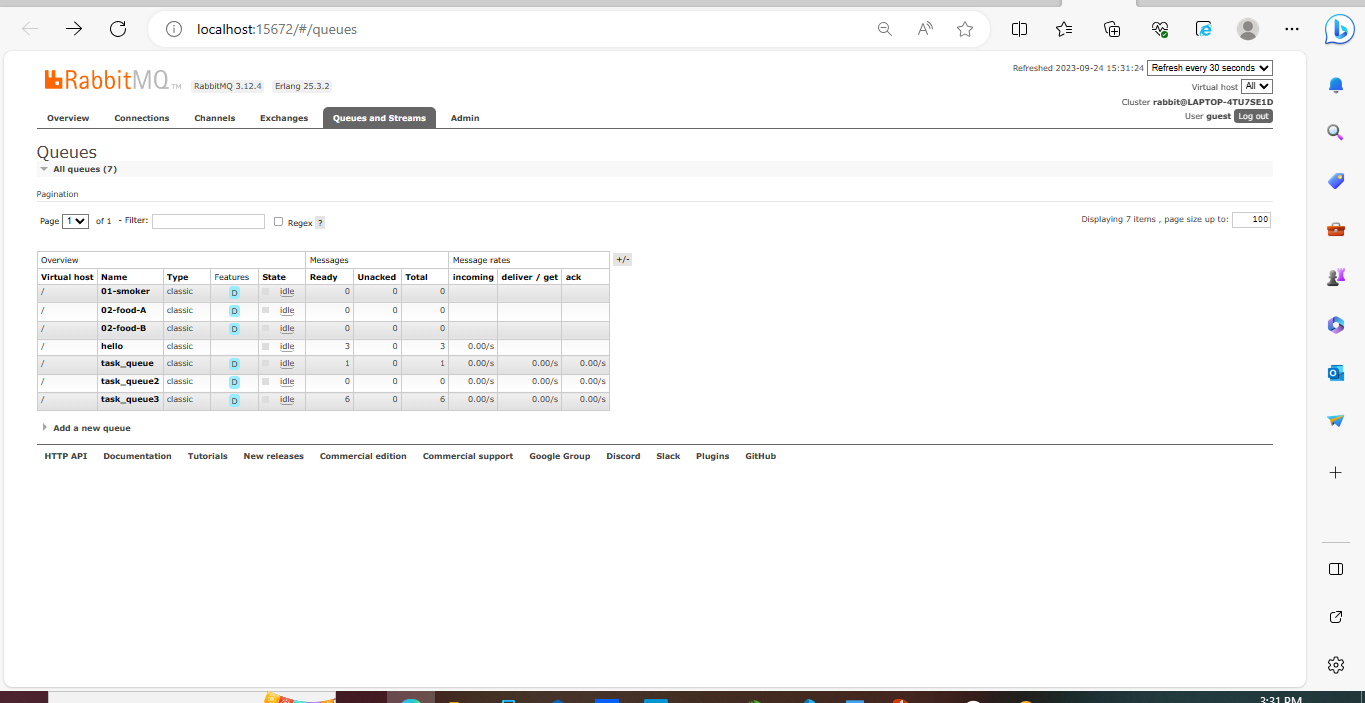 localhost:15672/#/queues
RabbitMQ TM RabbitMQ 3.12.4 Erlang 25.3.2
Refreshed 2023-09-24 15:31:24 Refresh every 30 seconds
Virtual host All
Cluster rabbit@LAPTOP-4TU7SE1D
User guest Log out
Overview Connections Channels Exchanges Queues and Streams Admin
Queues
All queues (7)
Pagination
Page 1 of 1 - Filter: Regex ?
Displaying 7 items , page size up to: 100
Overview Messages Message rates +/-
Virtual host Name Type Features State Ready Unacked Total incoming deliver / get ack
/ 01-smoker classic D idle 0 0 0
/ 02-food-A classic D idle 0 0 0
/ 02-food-B classic D idle 0 0 0
/ hello classic idle 3 0 3 0.00/s
/ task_queue classic D idle 1 0 1 0.00/s 0.00/s 0.00/s
/ task_queue2 classic D idle 0 0 0 0.00/s 0.00/s 0.00/s
/ task_queue3 classic D idle 6 0 6 0.00/s 0.00/s 0.00/s
Add a new queue
HTTP API Documentation Tutorials New releases Commercial edition Commercial support Google Group Discord Slack Plugins GitHub
3:31 PM